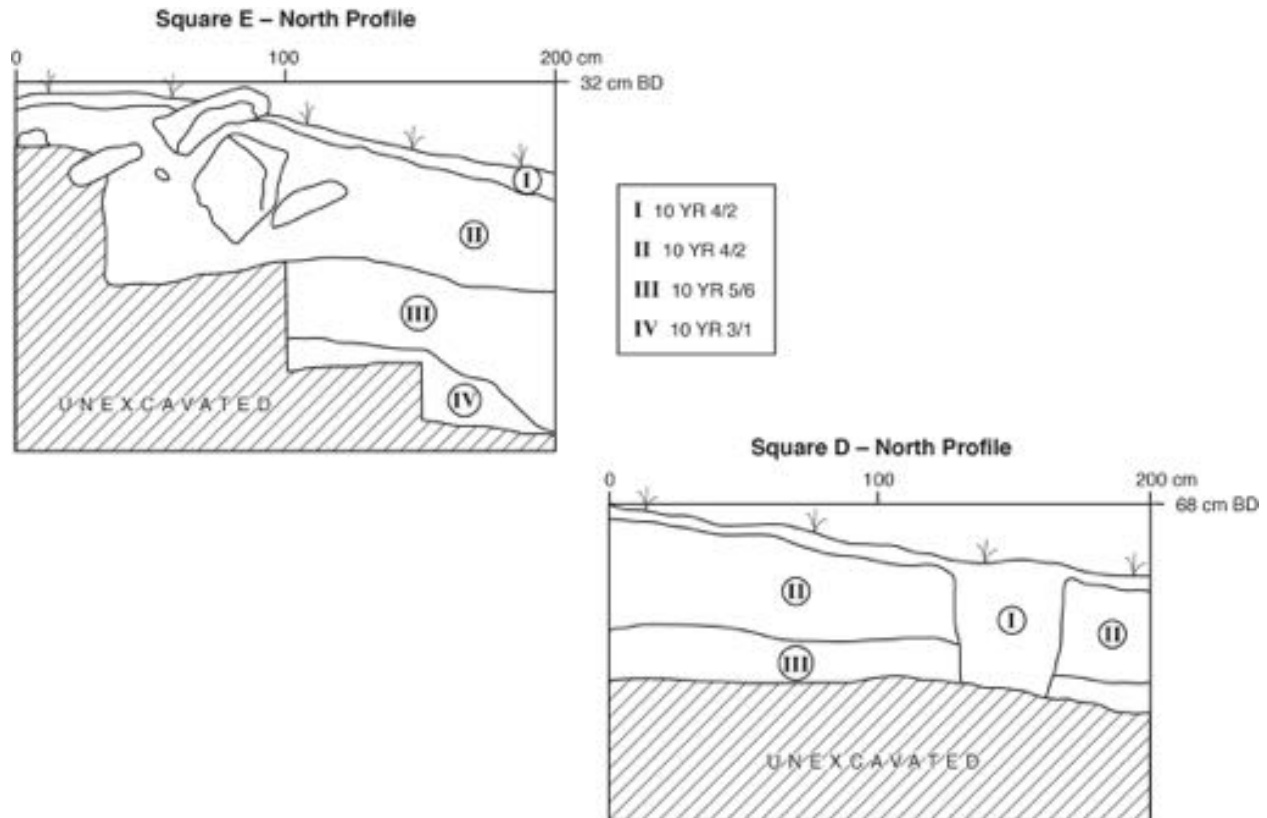 Square E – North Profile
0 100 200 cm
32 cm BD
I
II
III
IV
UNEXCAVATED
I 10 YR 4/2
II 10 YR 4/2
III 10 YR 5/6
IV 10 YR 3/1
Square D – North Profile
0 100 200 cm
68 cm BD
II
I
II
III
UNEXCAVATED